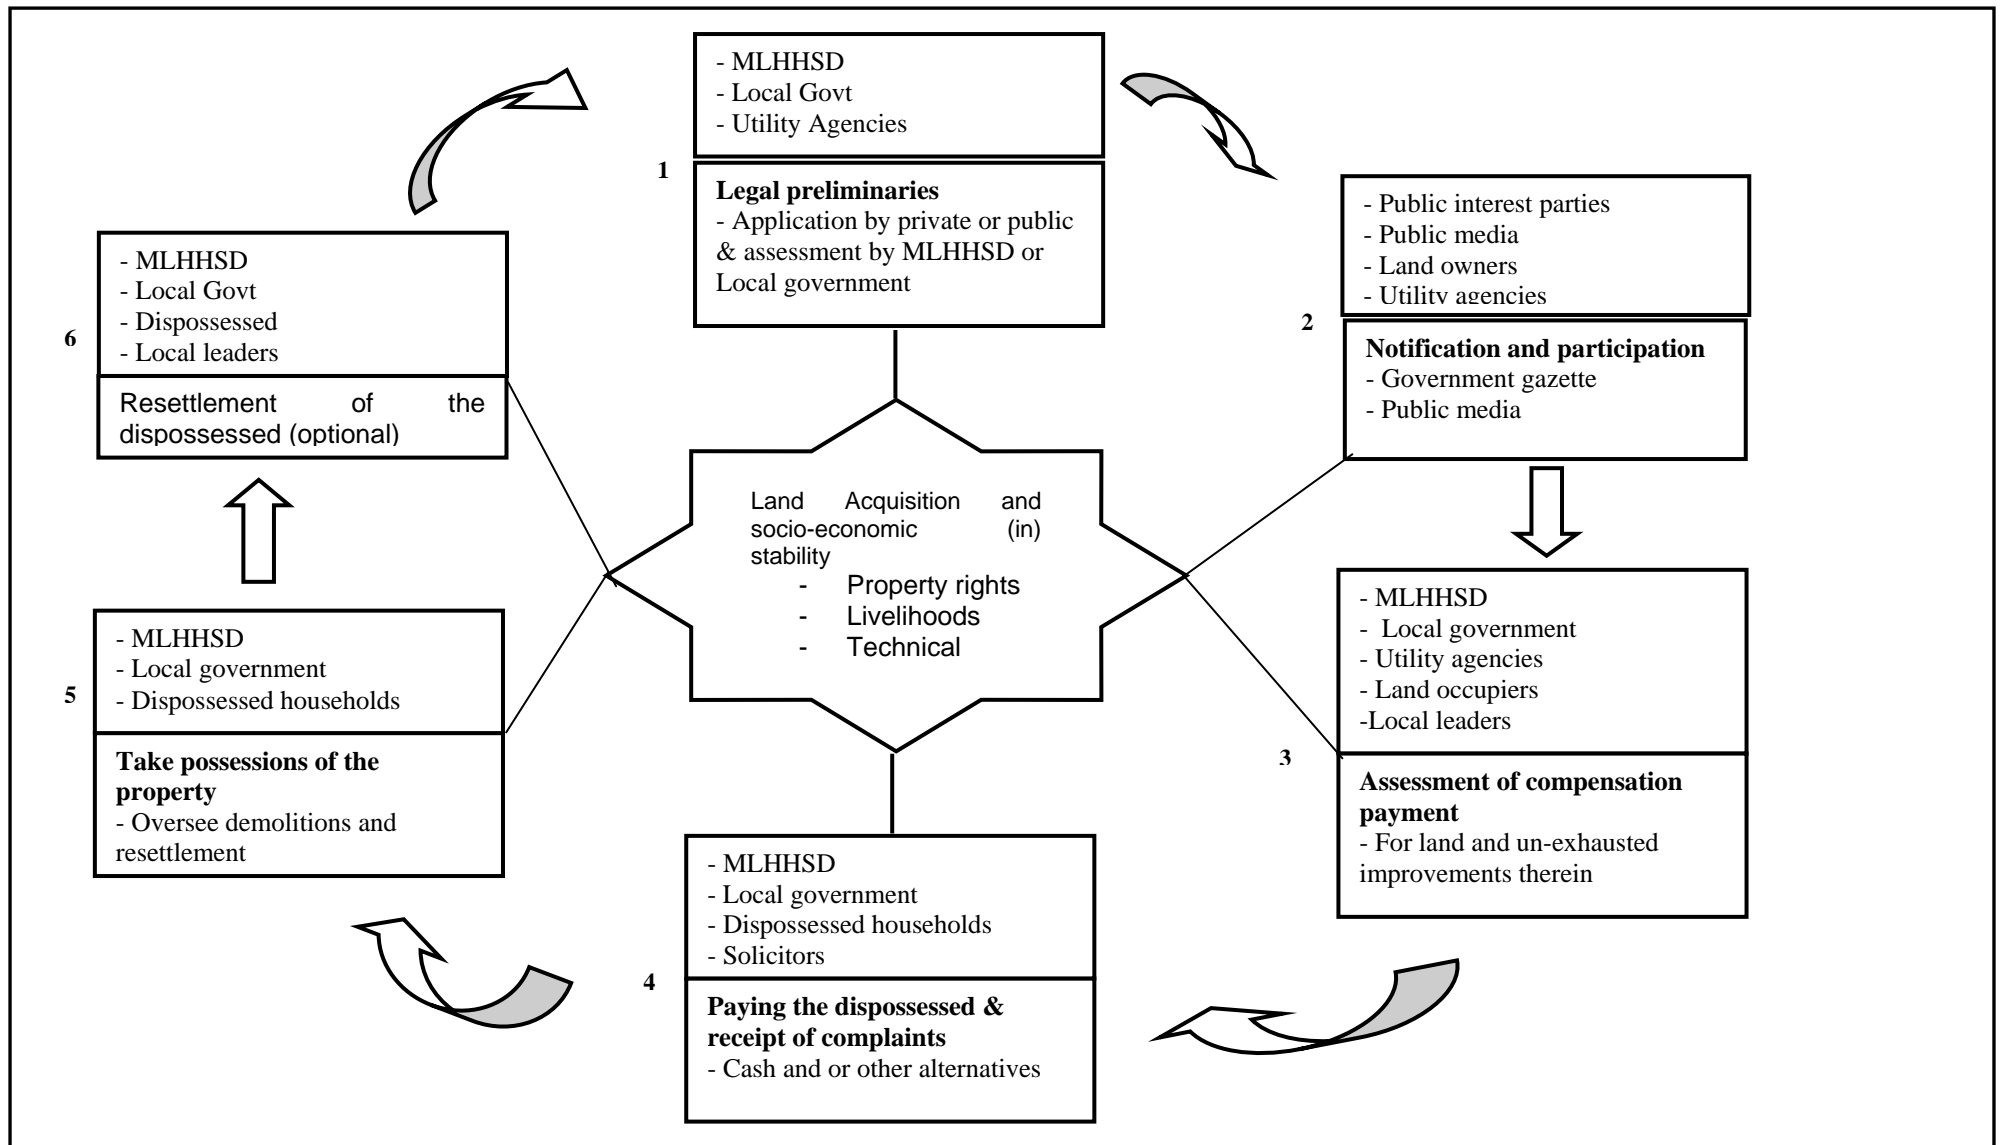 - MLHHSD
- Local Govt
- Utility Agencies
1
Legal preliminaries
- Application by private or public
& assessment by MLHHSD or
Local government
- Public interest parties
- Public media
- Land owners
- Utility agencies
2
Notification and participation
- Government gazette
- Public media
- MLHHSD
- Local government
- Utility agencies
- Land occupiers
-Local leaders
3
Assessment of compensation
payment
- For land and un-exhausted
improvements therein
- MLHHSD
- Local government
- Dispossessed households
- Solicitors
4
Paying the dispossessed &
receipt of complaints
- Cash and or other alternatives
- MLHHSD
- Local government
- Dispossessed households
5
Take possessions of the
property
- Oversee demolitions and
resettlement
- MLHHSD
- Local Govt
- Dispossessed
- Local leaders
6
Resettlement of the
dispossessed (optional)
Land Acquisition and
socio-economic (in)
stability
- Property rights
- Livelihoods
- Technical